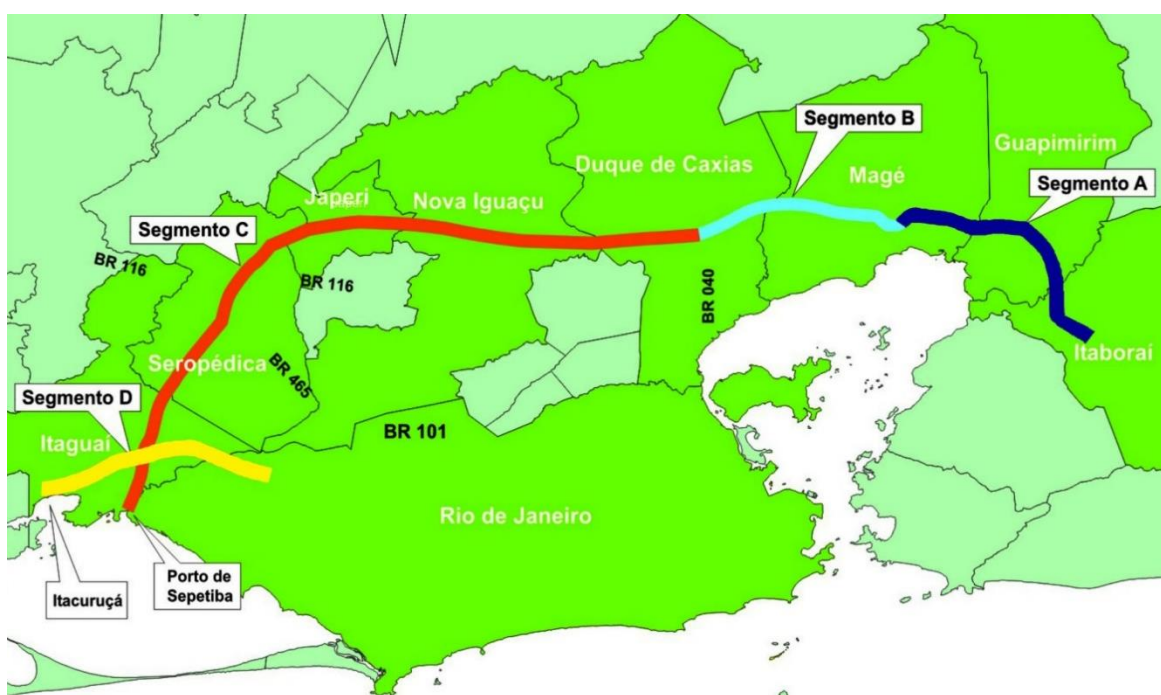 Segmento B
Guapimirim
Duque de Caxias
Magé
Segmento A
Japeri
Nova Iguaçu
Segmento C
BR 116
BR 116
BR 040
Itaboraí
Seropédica
BR 465
Segmento D
Itaguaí
BR 101
Rio de Janeiro
Porto de
Sepetiba
Itacuruçá